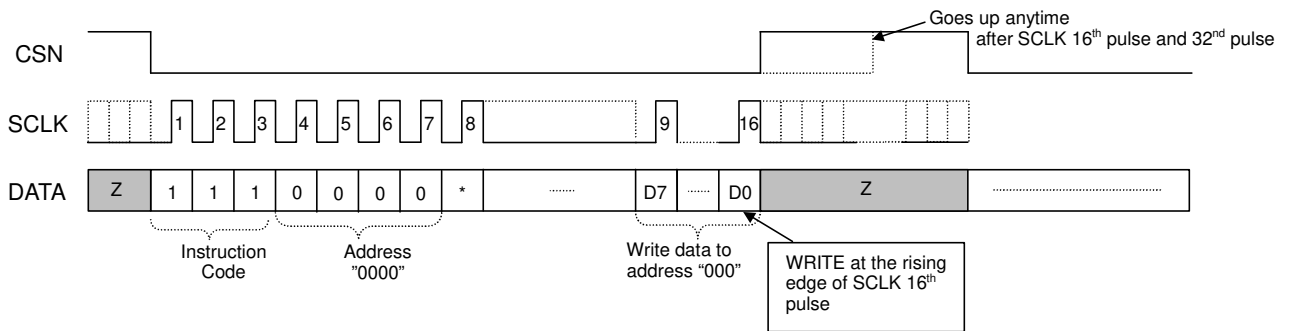 Goes up anytime
after SCLK 16th pulse and 32nd pulse
CSN
SCLK 1 2 3 4 5 6 7 8 9 16
DATA Z 1 1 1 0 0 0 0 * ........ D7 ...... D0 Z ................................................
Instruction
Code
Address
"0000"
Write data to
address “000”
WRITE at the rising
edge of SCLK 16th
pulse